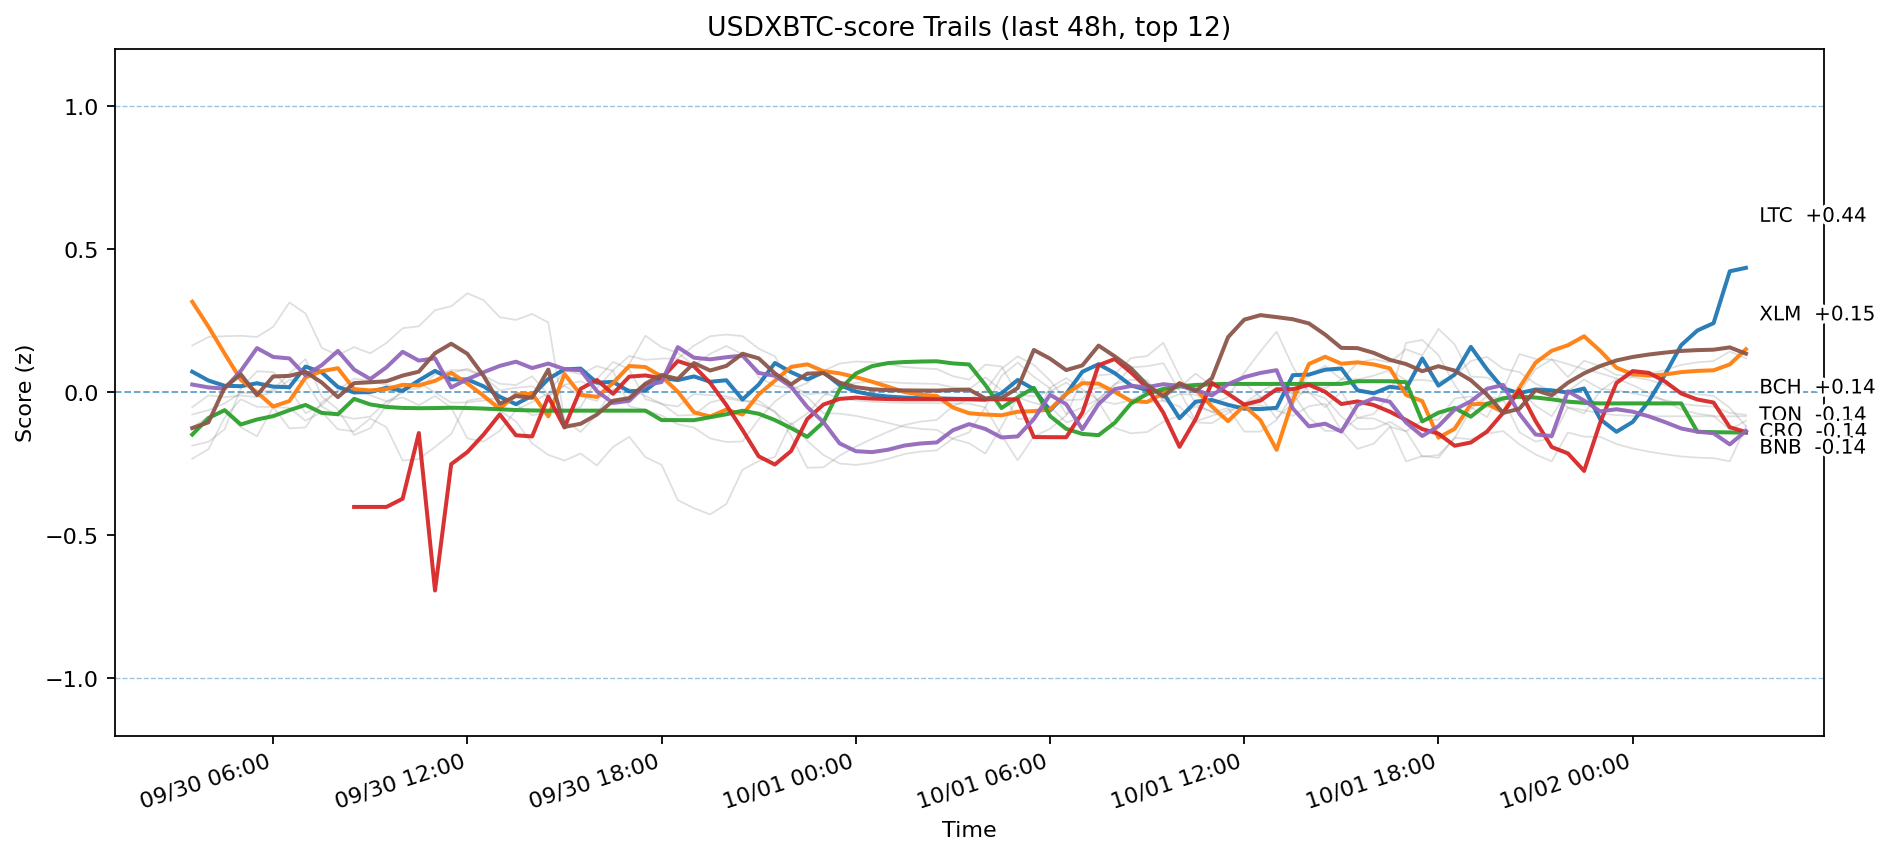 USDXBTC-score Trails (last 48h, top 12)
Score (z)
1.0
0.5
0.0
−0.5
−1.0
LTC +0.44
XLM +0.15
BCH +0.14
TON -0.14
CRO -0.14
BNB -0.14
09/30 06:00
09/30 12:00
09/30 18:00
10/01 00:00
10/01 06:00
10/01 12:00
10/01 18:00
10/02 00:00
Time